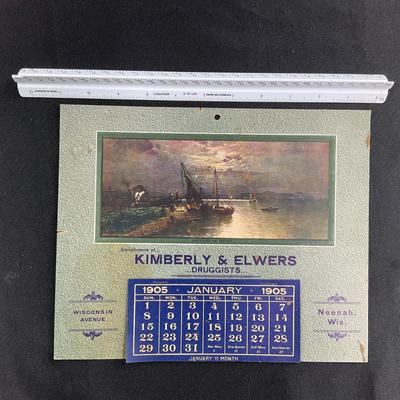 Compliments of
KIMBERLY & ELWERS
...DRUGGISTS...
WISCONSIN
AVENUE
Neenah,
Wis.
1905 JANUARY 1905
SUN. MON. TUE. WED. THU. FRI. SAT.
1 2 3 4 5 6 7
8 9 10 11 12 13 14
15 16 17 18 19 20 21
22 23 24 25 26 27 28
29 30 31
JANUARY 1st MONTH